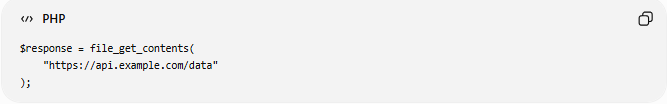 </> PHP
$response = file_get_contents(
    "https://api.example.com/data"
);